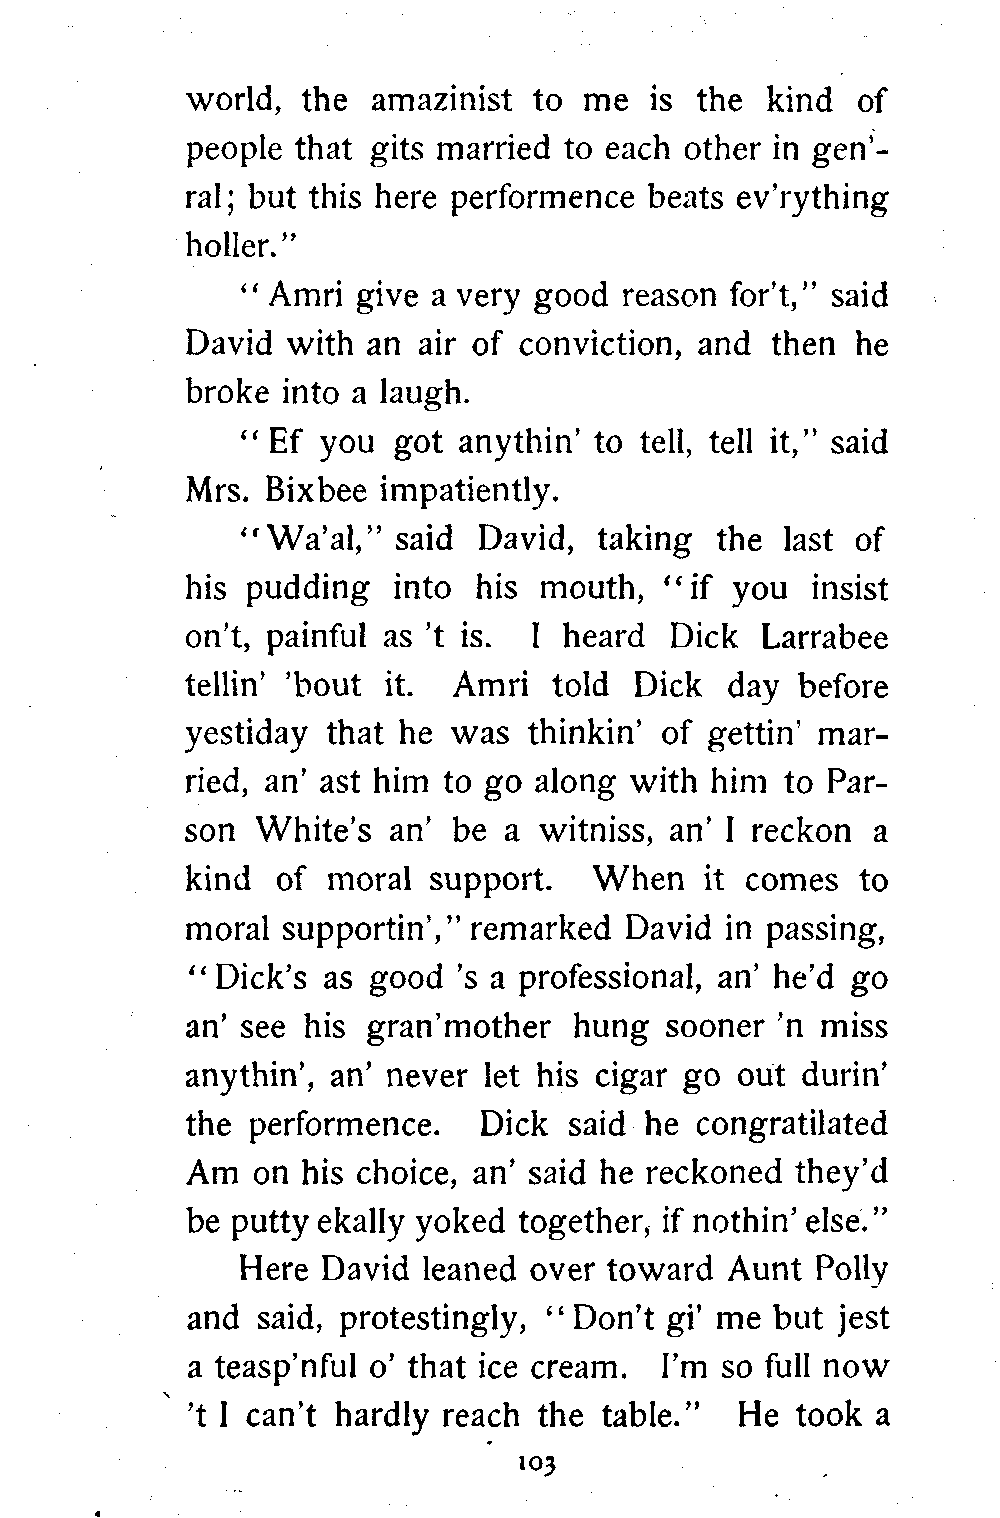 world, the amazinist to me is the kind of
people that gits married to each other in gen'-
ral; but this here performence beats ev'rything
holler."
"Amri give a very good reason for't," said
David with an air of conviction, and then he
broke into a laugh.
"Ef you got anythin' to tell, tell it," said
Mrs. Bixbee impatiently.
"Wa'al," said David, taking the last of
his pudding into his mouth, "if you insist
on't, painful as 't is. I heard Dick Larrabee
tellin' 'bout it. Amri told Dick day before
yestiday that he was thinkin' of gettin' mar-
ried, an' ast him to go along with him to Par-
son White's an' be a witniss, an' I reckon a
kind of moral support. When it comes to
moral supportin'," remarked David in passing,
"Dick's as good 's a professional, an' he'd go
an' see his gran'mother hung sooner 'n miss
anythin', an' never let his cigar go out durin'
the performence. Dick said he congratilated
Am on his choice, an' said he reckoned they'd
be putty ekally yoked together, if nothin' else."
Here David leaned over toward Aunt Polly
and said, protestingly, "Don't gi' me but jest
a teasp'nful o' that ice cream. I'm so full now
't I can't hardly reach the table." He took a
103